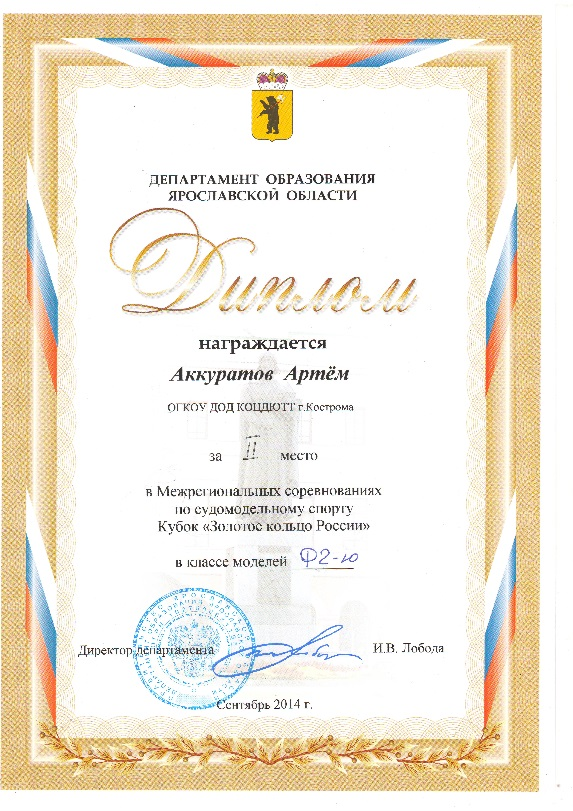 ДЕПАРТАМЕНТ ОБРАЗОВАНИЯ
ЯРОСЛАВСКОЙ ОБЛАСТИ
Диплом
награждается
Аккуратов Артём
ОГКОУ ДОД КОЦДЮТТ г.Кострома
за II место
в Межрегиональных соревнованиях
по судомодельному спорту
Кубок «Золотое кольцо России»
в классе моделей Ф2-ю
Директор департамента И.В. Лобода
Сентябрь 2014 г.